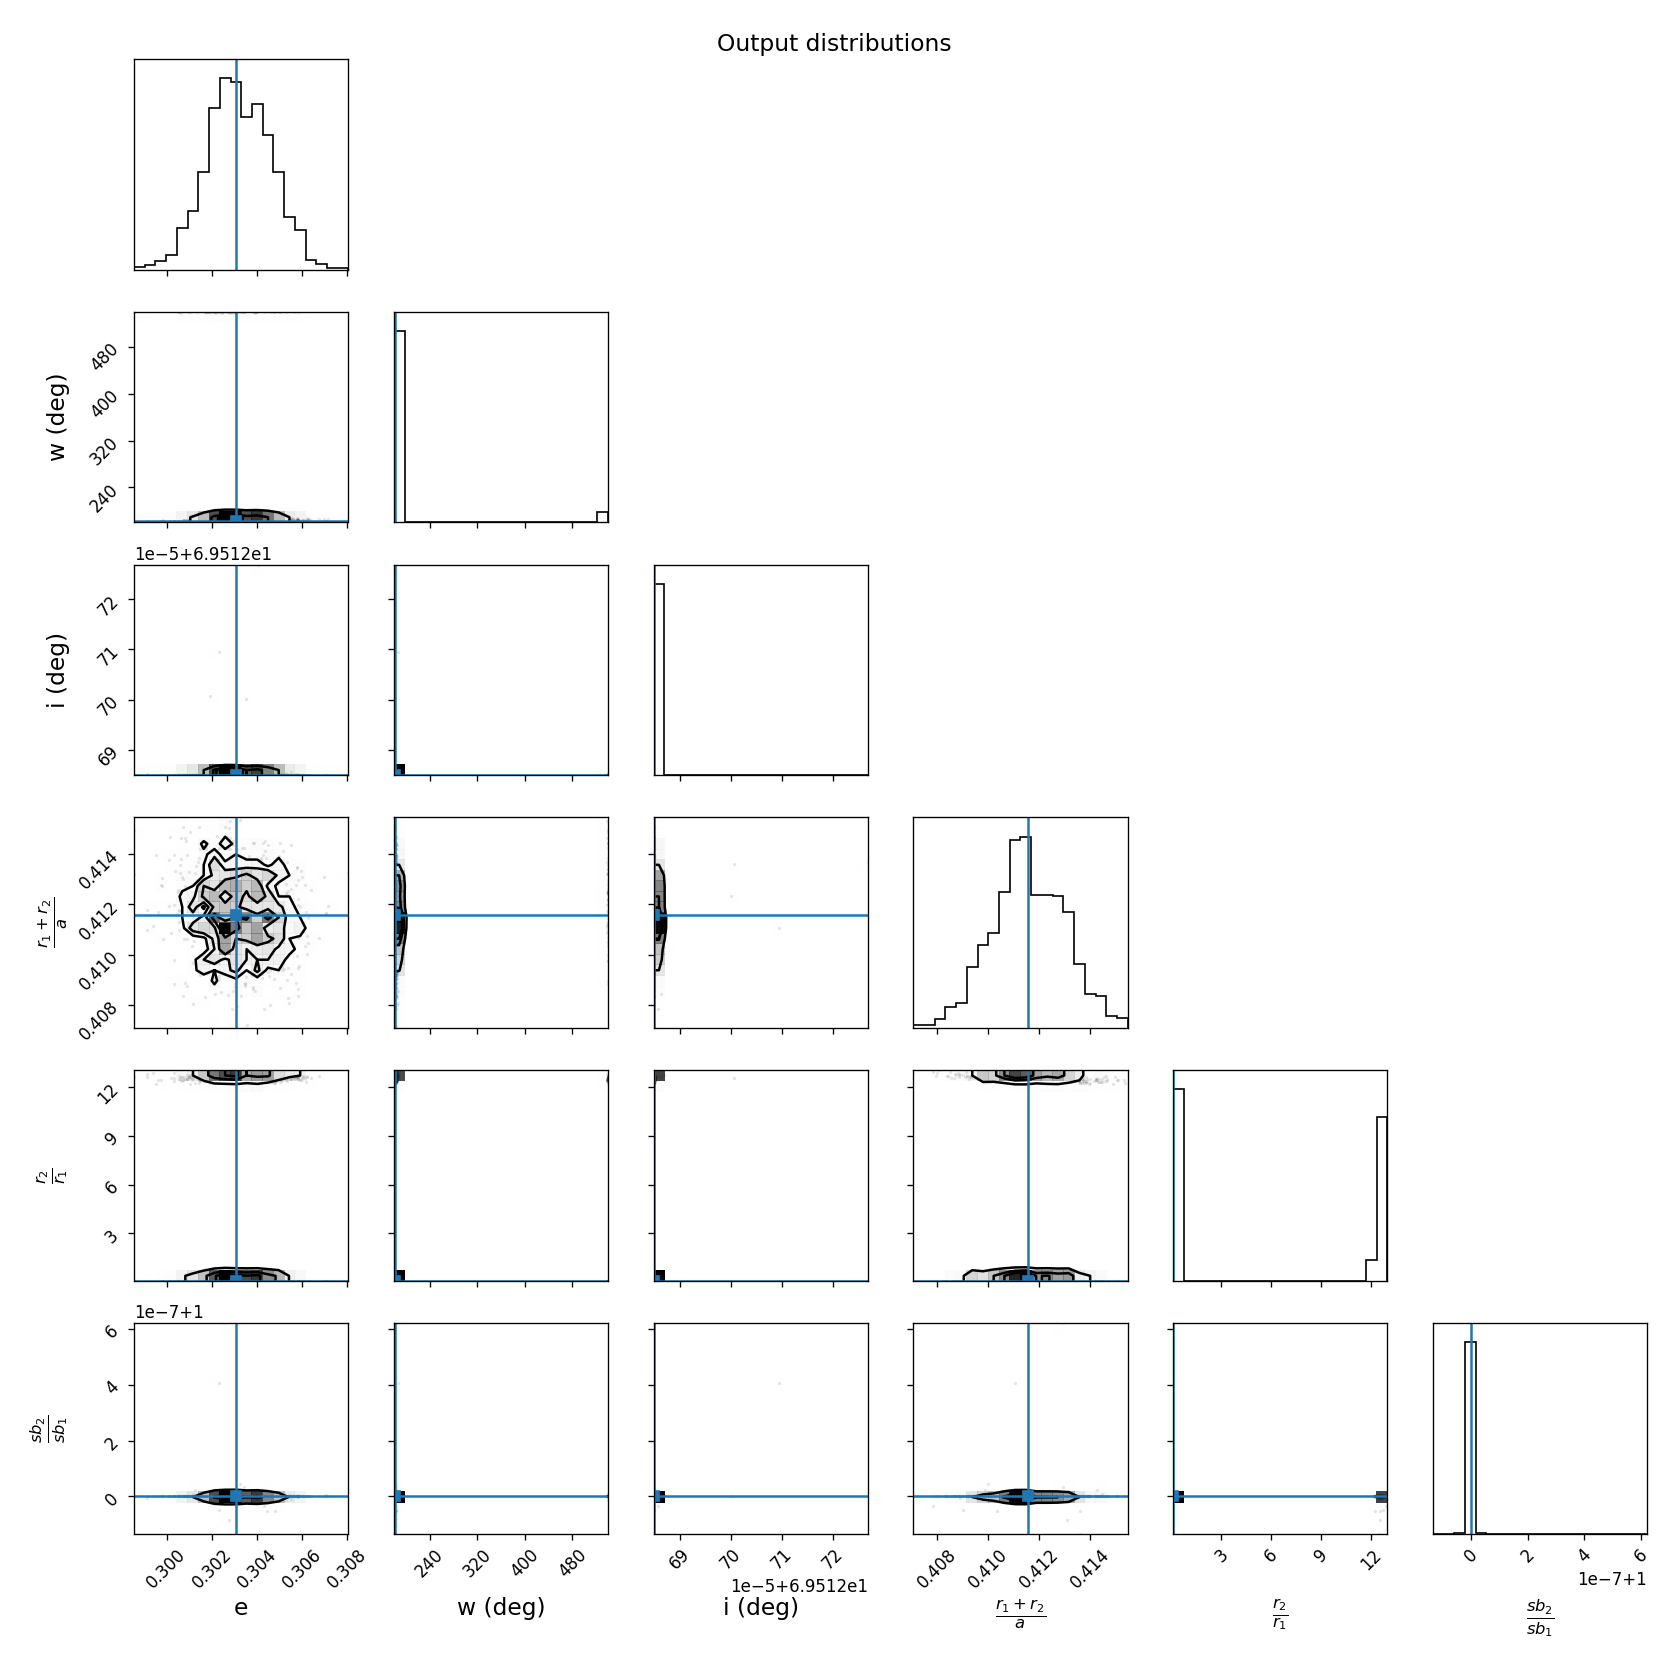 Output distributions
w (deg)
480
400
320
240
1e−5+6.9512e1
i (deg)
72
71
70
69
r₁ + r₂ / a
0.414
0.412
0.410
0.408
r₂ / r₁
12
9
6
3
1e−7+1
sb₂ / sb₁
6
4
2
0
0.300 0.302 0.304 0.306 0.308
240 320 400 480
69 70 71 72
0.408 0.410 0.412 0.414
3 6 9 12
0 2 4 6
1e−5+6.9512e1
1e−7+1
e
w (deg)
i (deg)
r₁ + r₂ / a
r₂ / r₁
sb₂ / sb₁